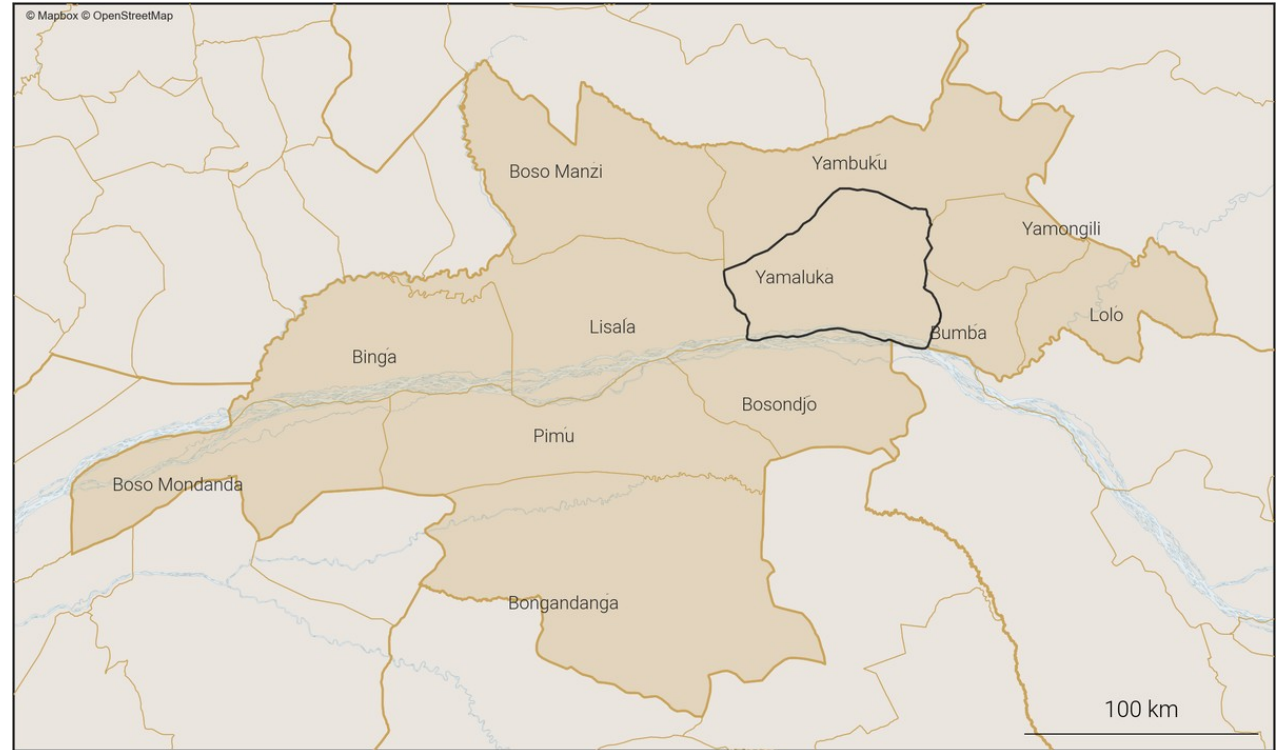 © Mapbox © OpenStreetMap
Boso Manzi
Yambuku
Yamongili
Yamaluka
Lolo
Lisala
Bumba
Binga
Bosondjo
Pimu
Boso Mondanda
Bongandanga
100 km